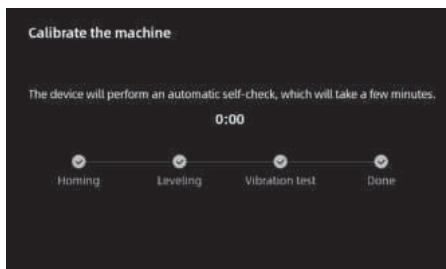 Calibrate the machine
The device will perform an automatic self-check, which will take a few minutes.
0:00
Homing Leveling Vibration test Done